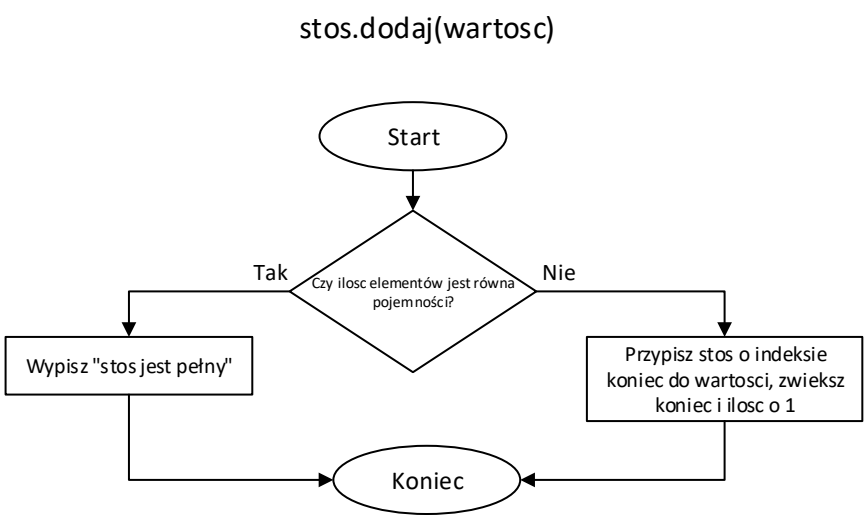 stos.dodaj(wartosc)
Start
Tak
Czy ilosc elementów jest równa
pojemności?
Nie
Wypisz "stos jest pełny"
Przypisz stos o indeksie
koniec do wartosci, zwieksz
koniec i ilosc o 1
Koniec